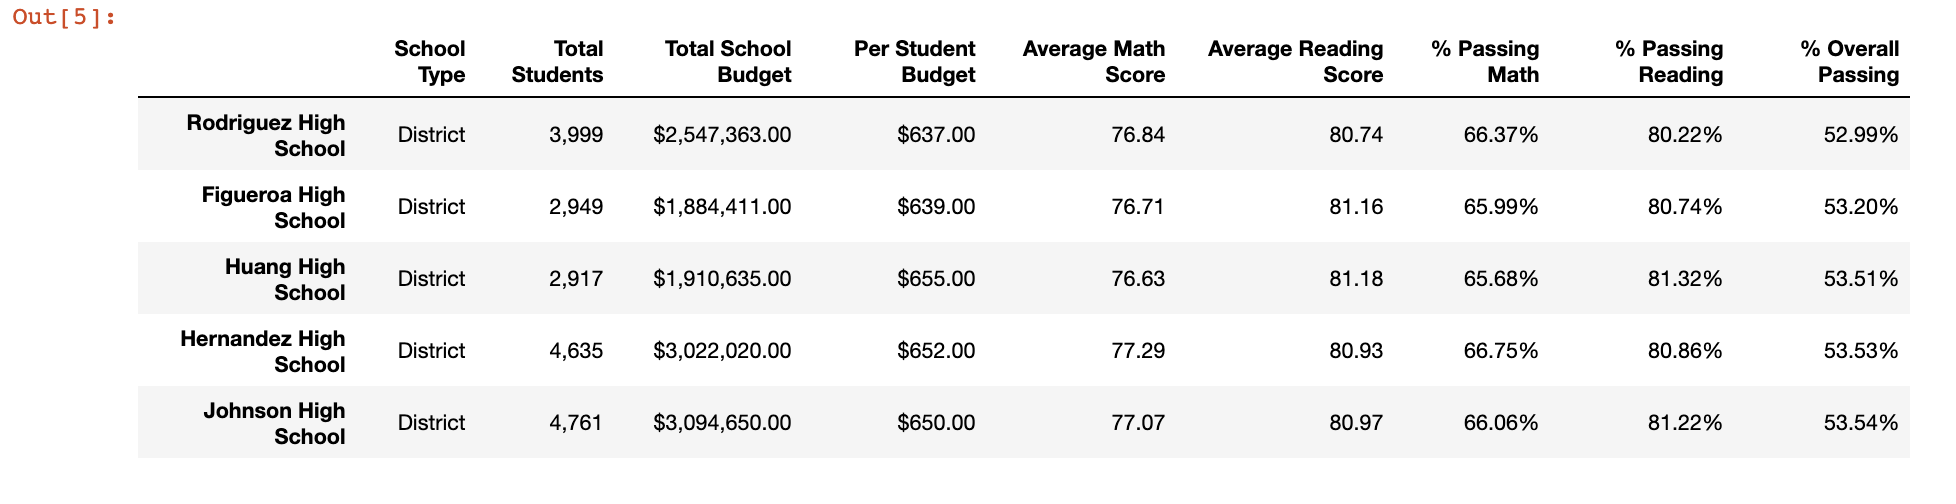 Out[5]:
School Type Total Students Total School Budget Per Student Budget Average Math Score Average Reading Score % Passing Math % Passing Reading % Overall Passing
Rodriguez High School District 3,999 $2,547,363.00 $637.00 76.84 80.74 66.37% 80.22% 52.99%
Figueroa High School District 2,949 $1,884,411.00 $639.00 76.71 81.16 65.99% 80.74% 53.20%
Huang High School District 2,917 $1,910,635.00 $655.00 76.63 81.18 65.68% 81.32% 53.51%
Hernandez High School District 4,635 $3,022,020.00 $652.00 77.29 80.93 66.75% 80.86% 53.53%
Johnson High School District 4,761 $3,094,650.00 $650.00 77.07 80.97 66.06% 81.22% 53.54%